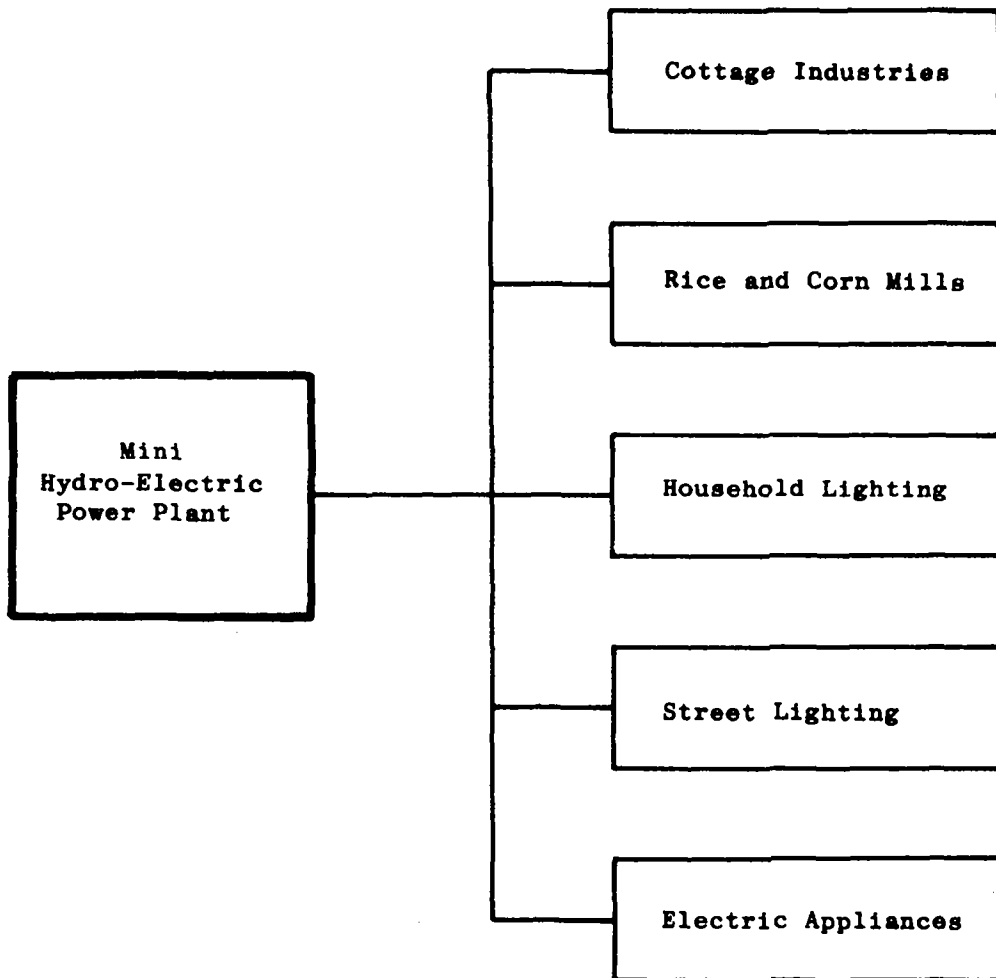 Cottage Industries
Rice and Corn Mills
Mini
Hydro-Electric
Power Plant
Household Lighting
Street Lighting
Electric Appliances